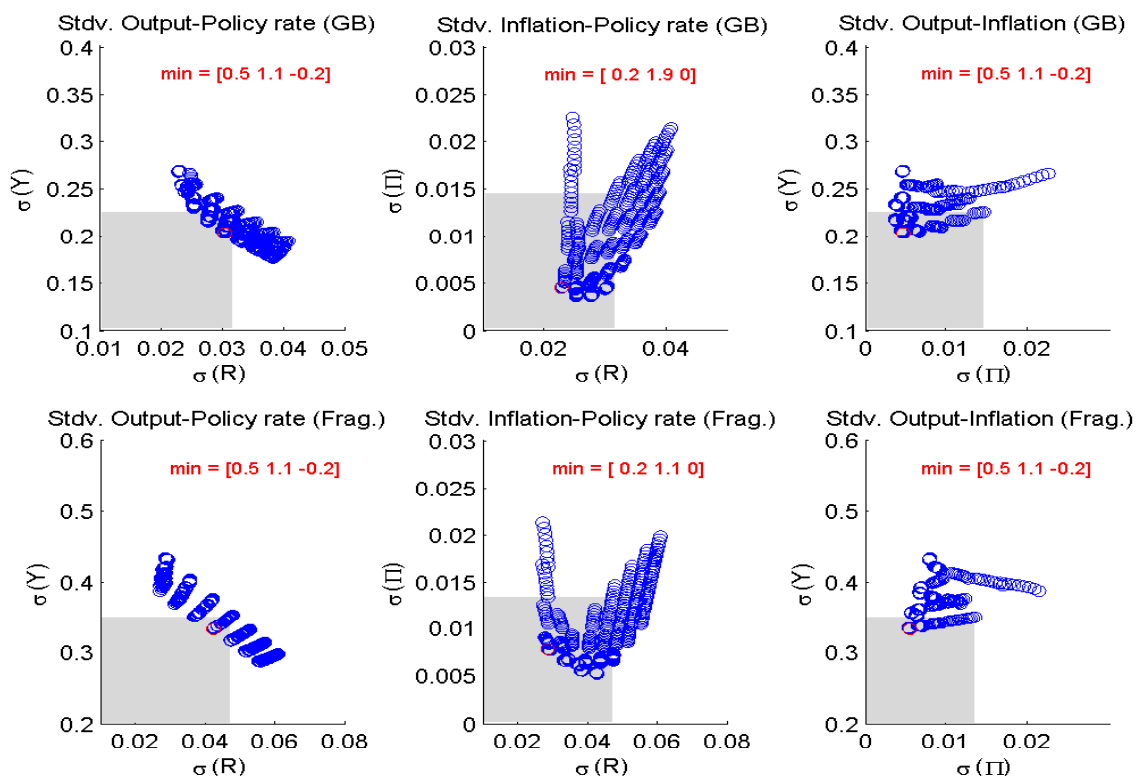 Stdv. Output-Policy rate (GB)
0.4
0.35
0.3
0.25
0.2
0.15
0.1
0.01 0.02 0.03 0.04 0.05
σ (Y)
σ (R)
min = [0.5 1.1 -0.2]
Stdv. Inflation-Policy rate (GB)
0.03
0.025
0.02
0.015
0.01
0.005
0
0.02 0.04
σ (Π)
σ (R)
min = [ 0.2 1.9 0]
Stdv. Output-Inflation (GB)
0.4
0.35
0.3
0.25
0.2
0.15
0.1
0 0.01 0.02
σ (Y)
σ (Π)
min = [0.5 1.1 -0.2]
Stdv. Output-Policy rate (Frag.)
0.6
0.5
0.4
0.3
0.2
0.02 0.04 0.06 0.08
σ (Y)
σ (R)
min = [0.5 1.1 -0.2]
Stdv. Inflation-Policy rate (Frag.)
0.03
0.025
0.02
0.015
0.01
0.005
0
0.02 0.04 0.06 0.08
σ (Π)
σ (R)
min = [ 0.2 1.1 0]
Stdv. Output-Inflation (Frag.)
0.6
0.5
0.4
0.3
0.2
0 0.01 0.02
σ (Y)
σ (Π)
min = [0.5 1.1 -0.2]